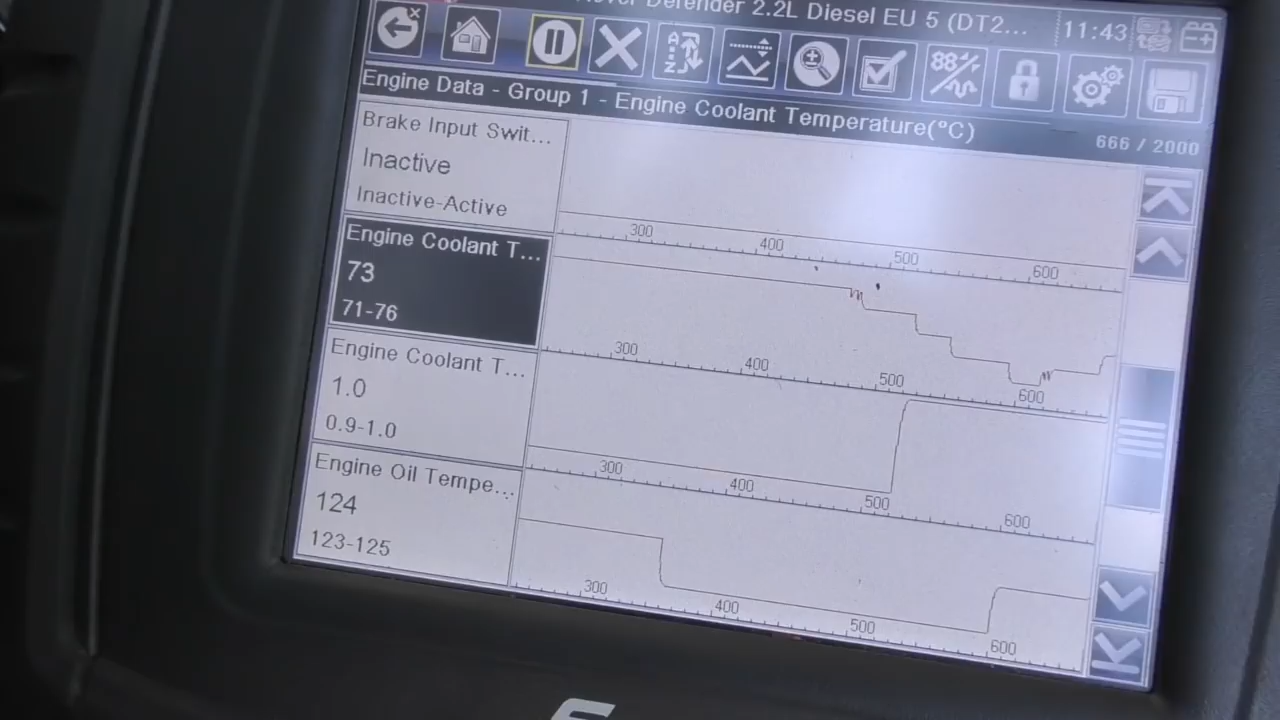 Defender 2.2L Diesel EU 5 (DT2...
11:43
Engine Data - Group 1 - Engine Coolant Temperature(°C)
666 / 2000
Brake Input Swit...
Inactive
Inactive-Active
300 400 500 600
Engine Coolant T...
73
71-76
300 400 500 600
Engine Coolant T...
1.0
0.9-1.0
300 400 500 600
Engine Oil Tempe...
124
123-125
300 400 500 600